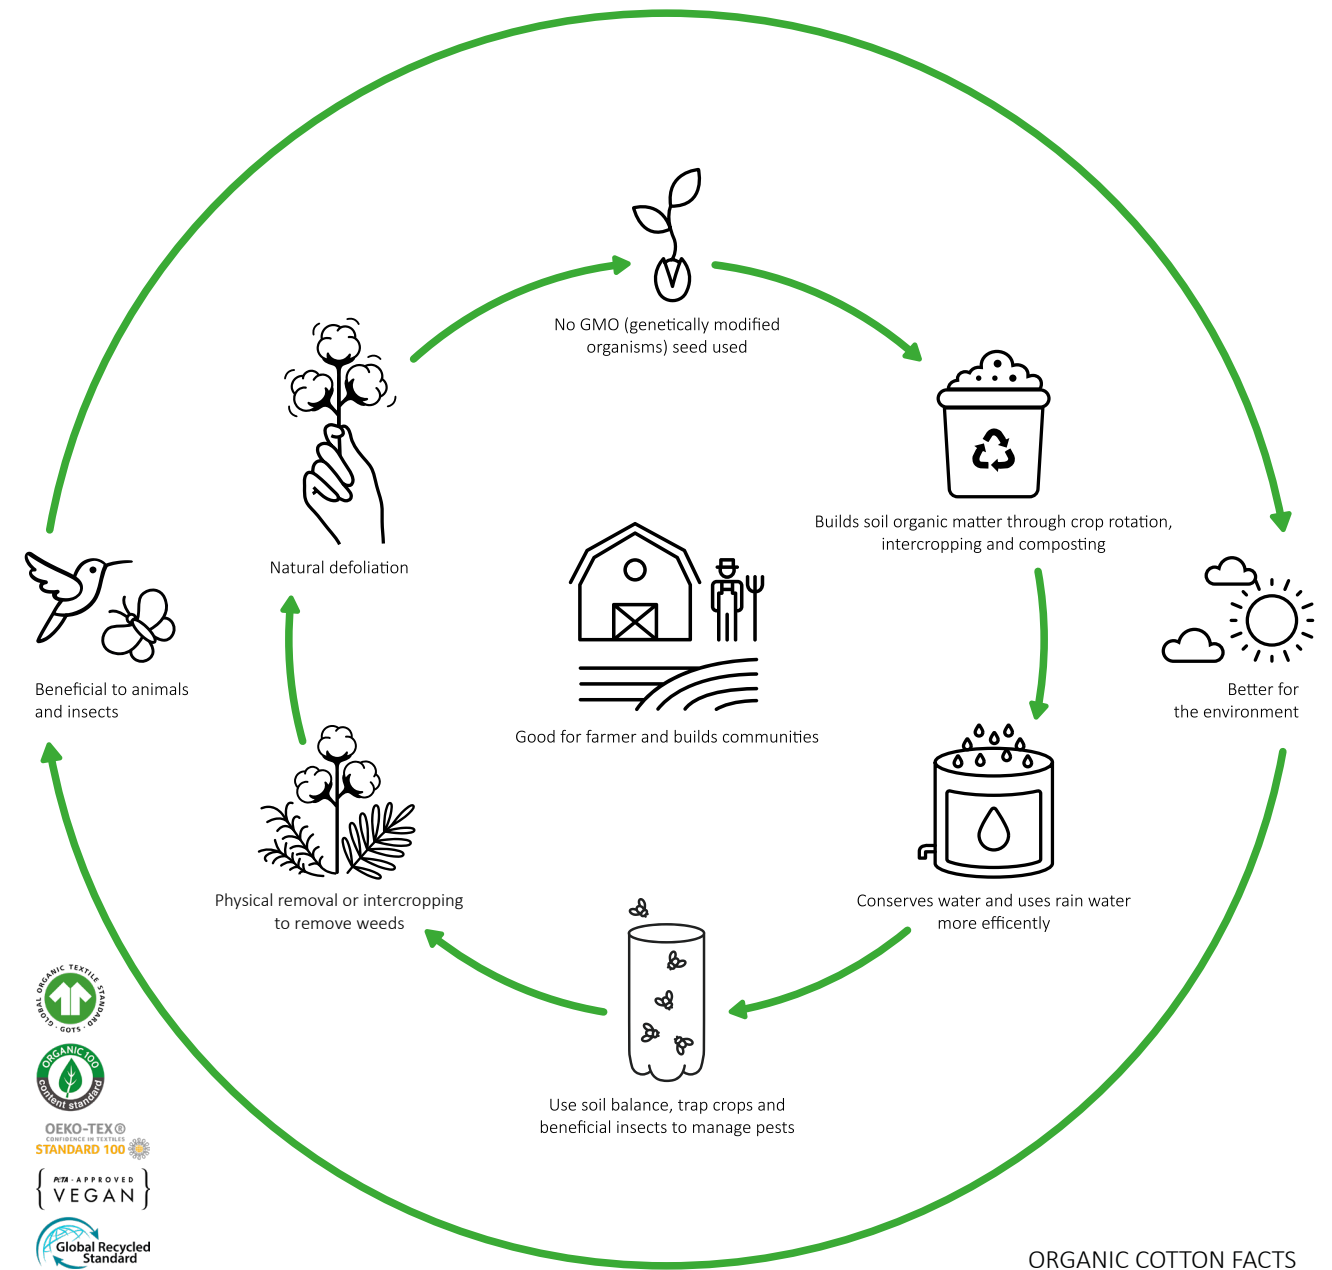 No GMO (genetically modified
organisms) seed used
Builds soil organic matter through crop rotation,
intercropping and composting
Natural defoliation
Beneficial to animals
and insects
Better for
the environment
Good for farmer and builds communities
Physical removal or intercropping
to remove weeds
Conserves water and uses rain water
more efficently
Use soil balance, trap crops and
beneficial insects to manage pests
GLOBAL ORGANIC TEXTILE STANDARD · GOTS ·
ORGANIC 100
content standard
OEKO-TEX®
CONFIDENCE IN TEXTILES
STANDARD 100
PeTA - APPROVED
VEGAN
Global Recycled
Standard
ORGANIC COTTON FACTS